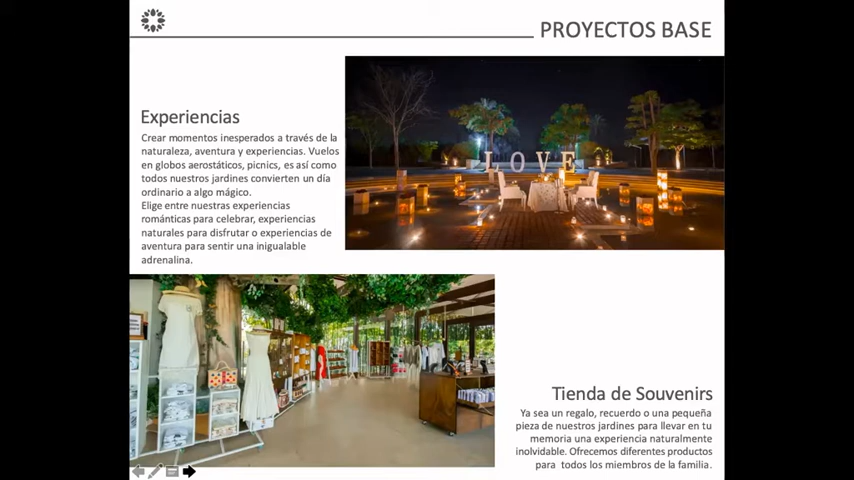 PROYECTOS BASE
Experiencias
Crear momentos inesperados a través de la
naturaleza, aventura y experiencias. Vuelos
en globos aerostáticos, picnics, es así como
todos nuestros jardines convierten un día
ordinario a algo mágico.
Elige entre nuestras experiencias
románticas para celebrar, experiencias
naturales para disfrutar o experiencias de
aventura para sentir una inigualable
adrenalina.
LOVE
Tienda de Souvenirs
Ya sea un regalo, recuerdo o una pequeña
pieza de nuestros jardines para llevar en tu
memoria una experiencia naturalmente
inolvidable. Ofrecemos diferentes productos
para todos los miembros de la familia.